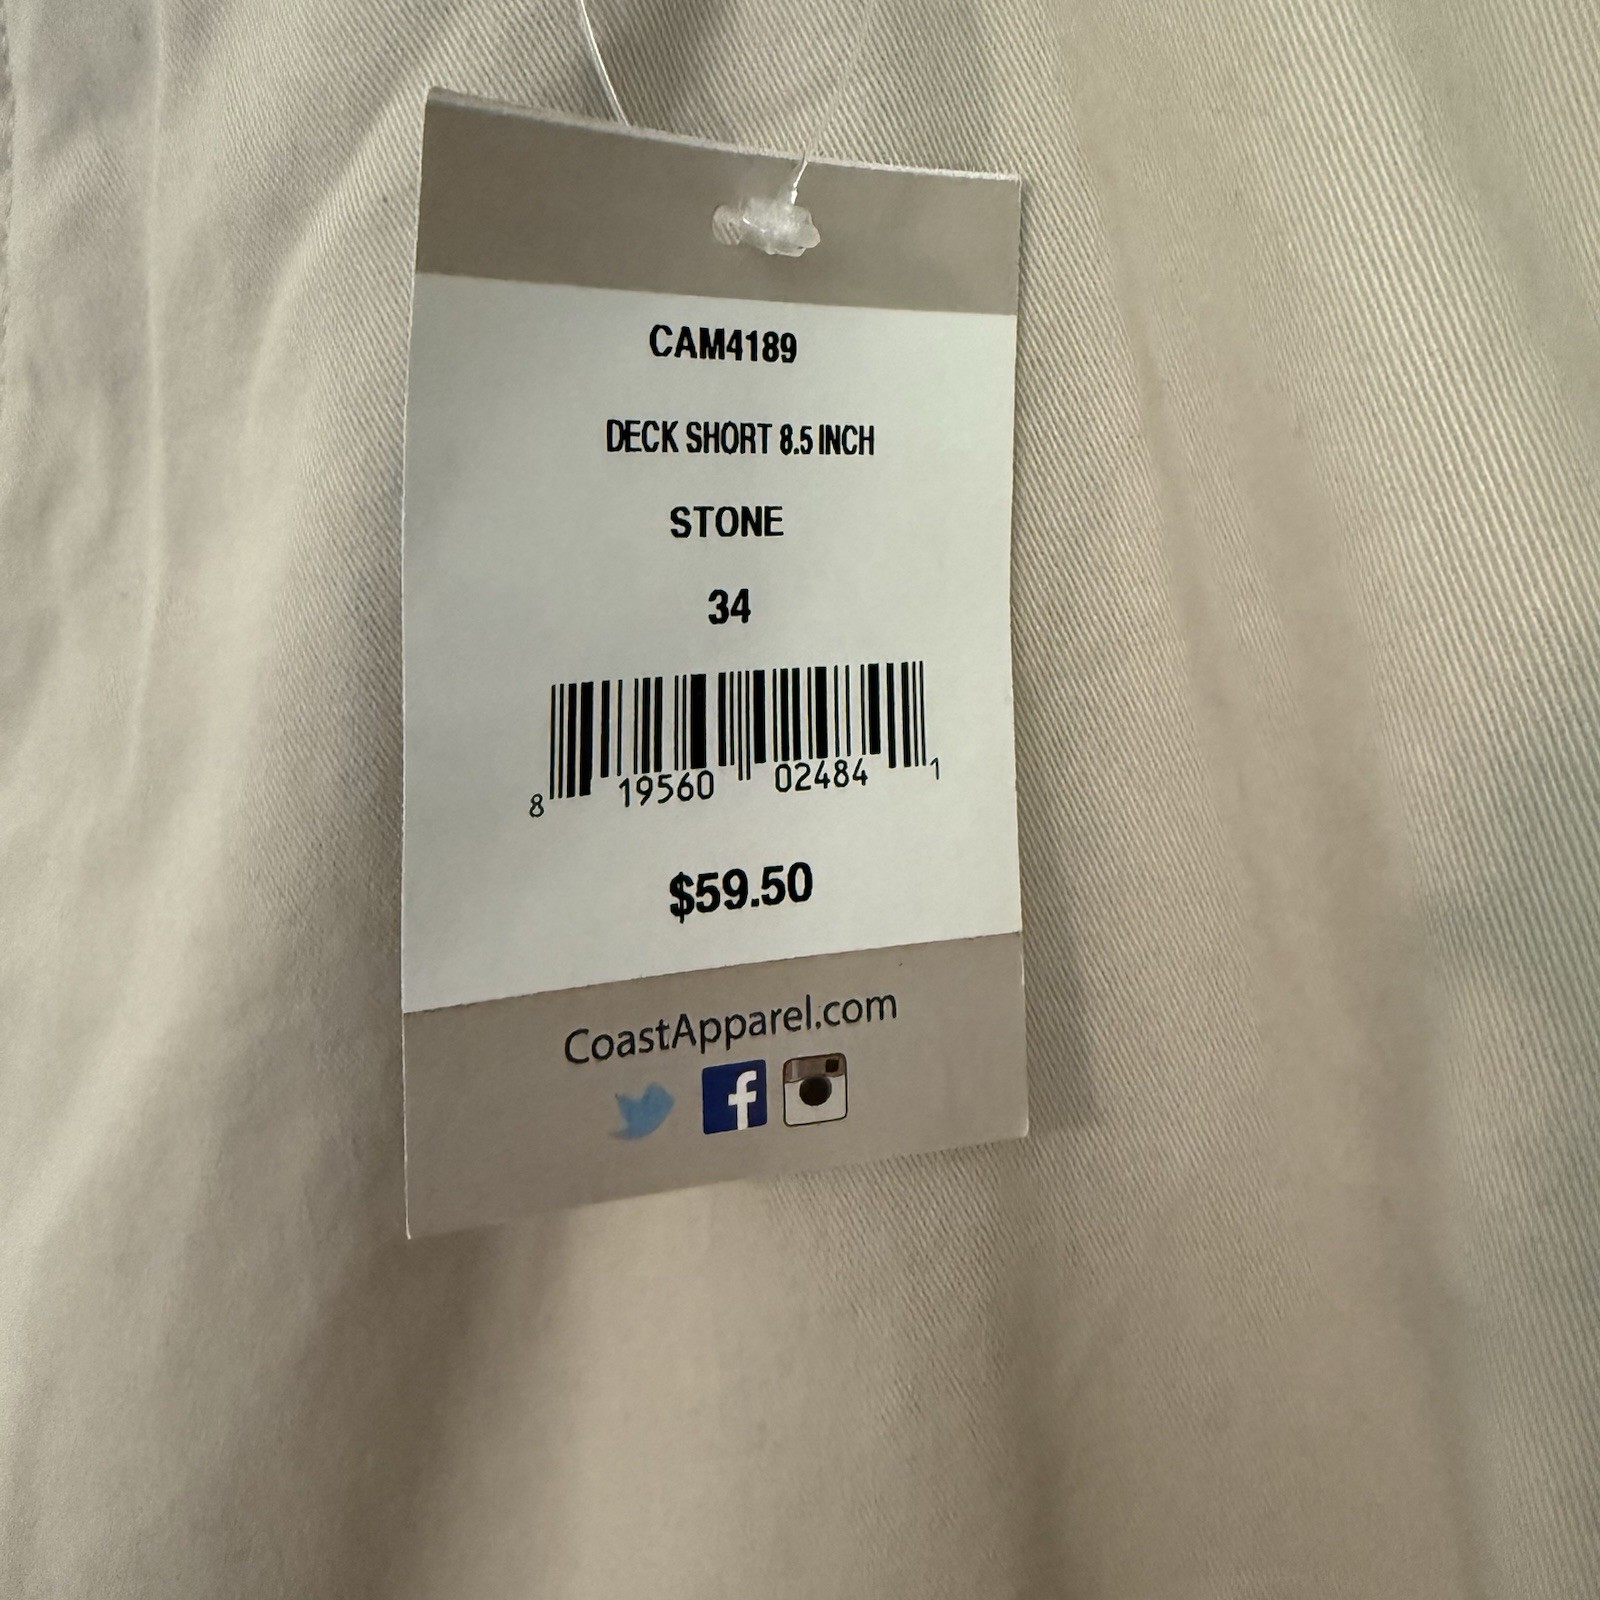 CAM4189
DECK SHORT 8.5 INCH
STONE
34
8 19560 02484 1
$59.50
CoastApparel.com
f